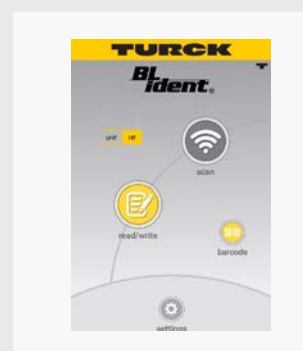 TURCK
BL
ident®
UHF HF
scan
read/write
barcode
settings